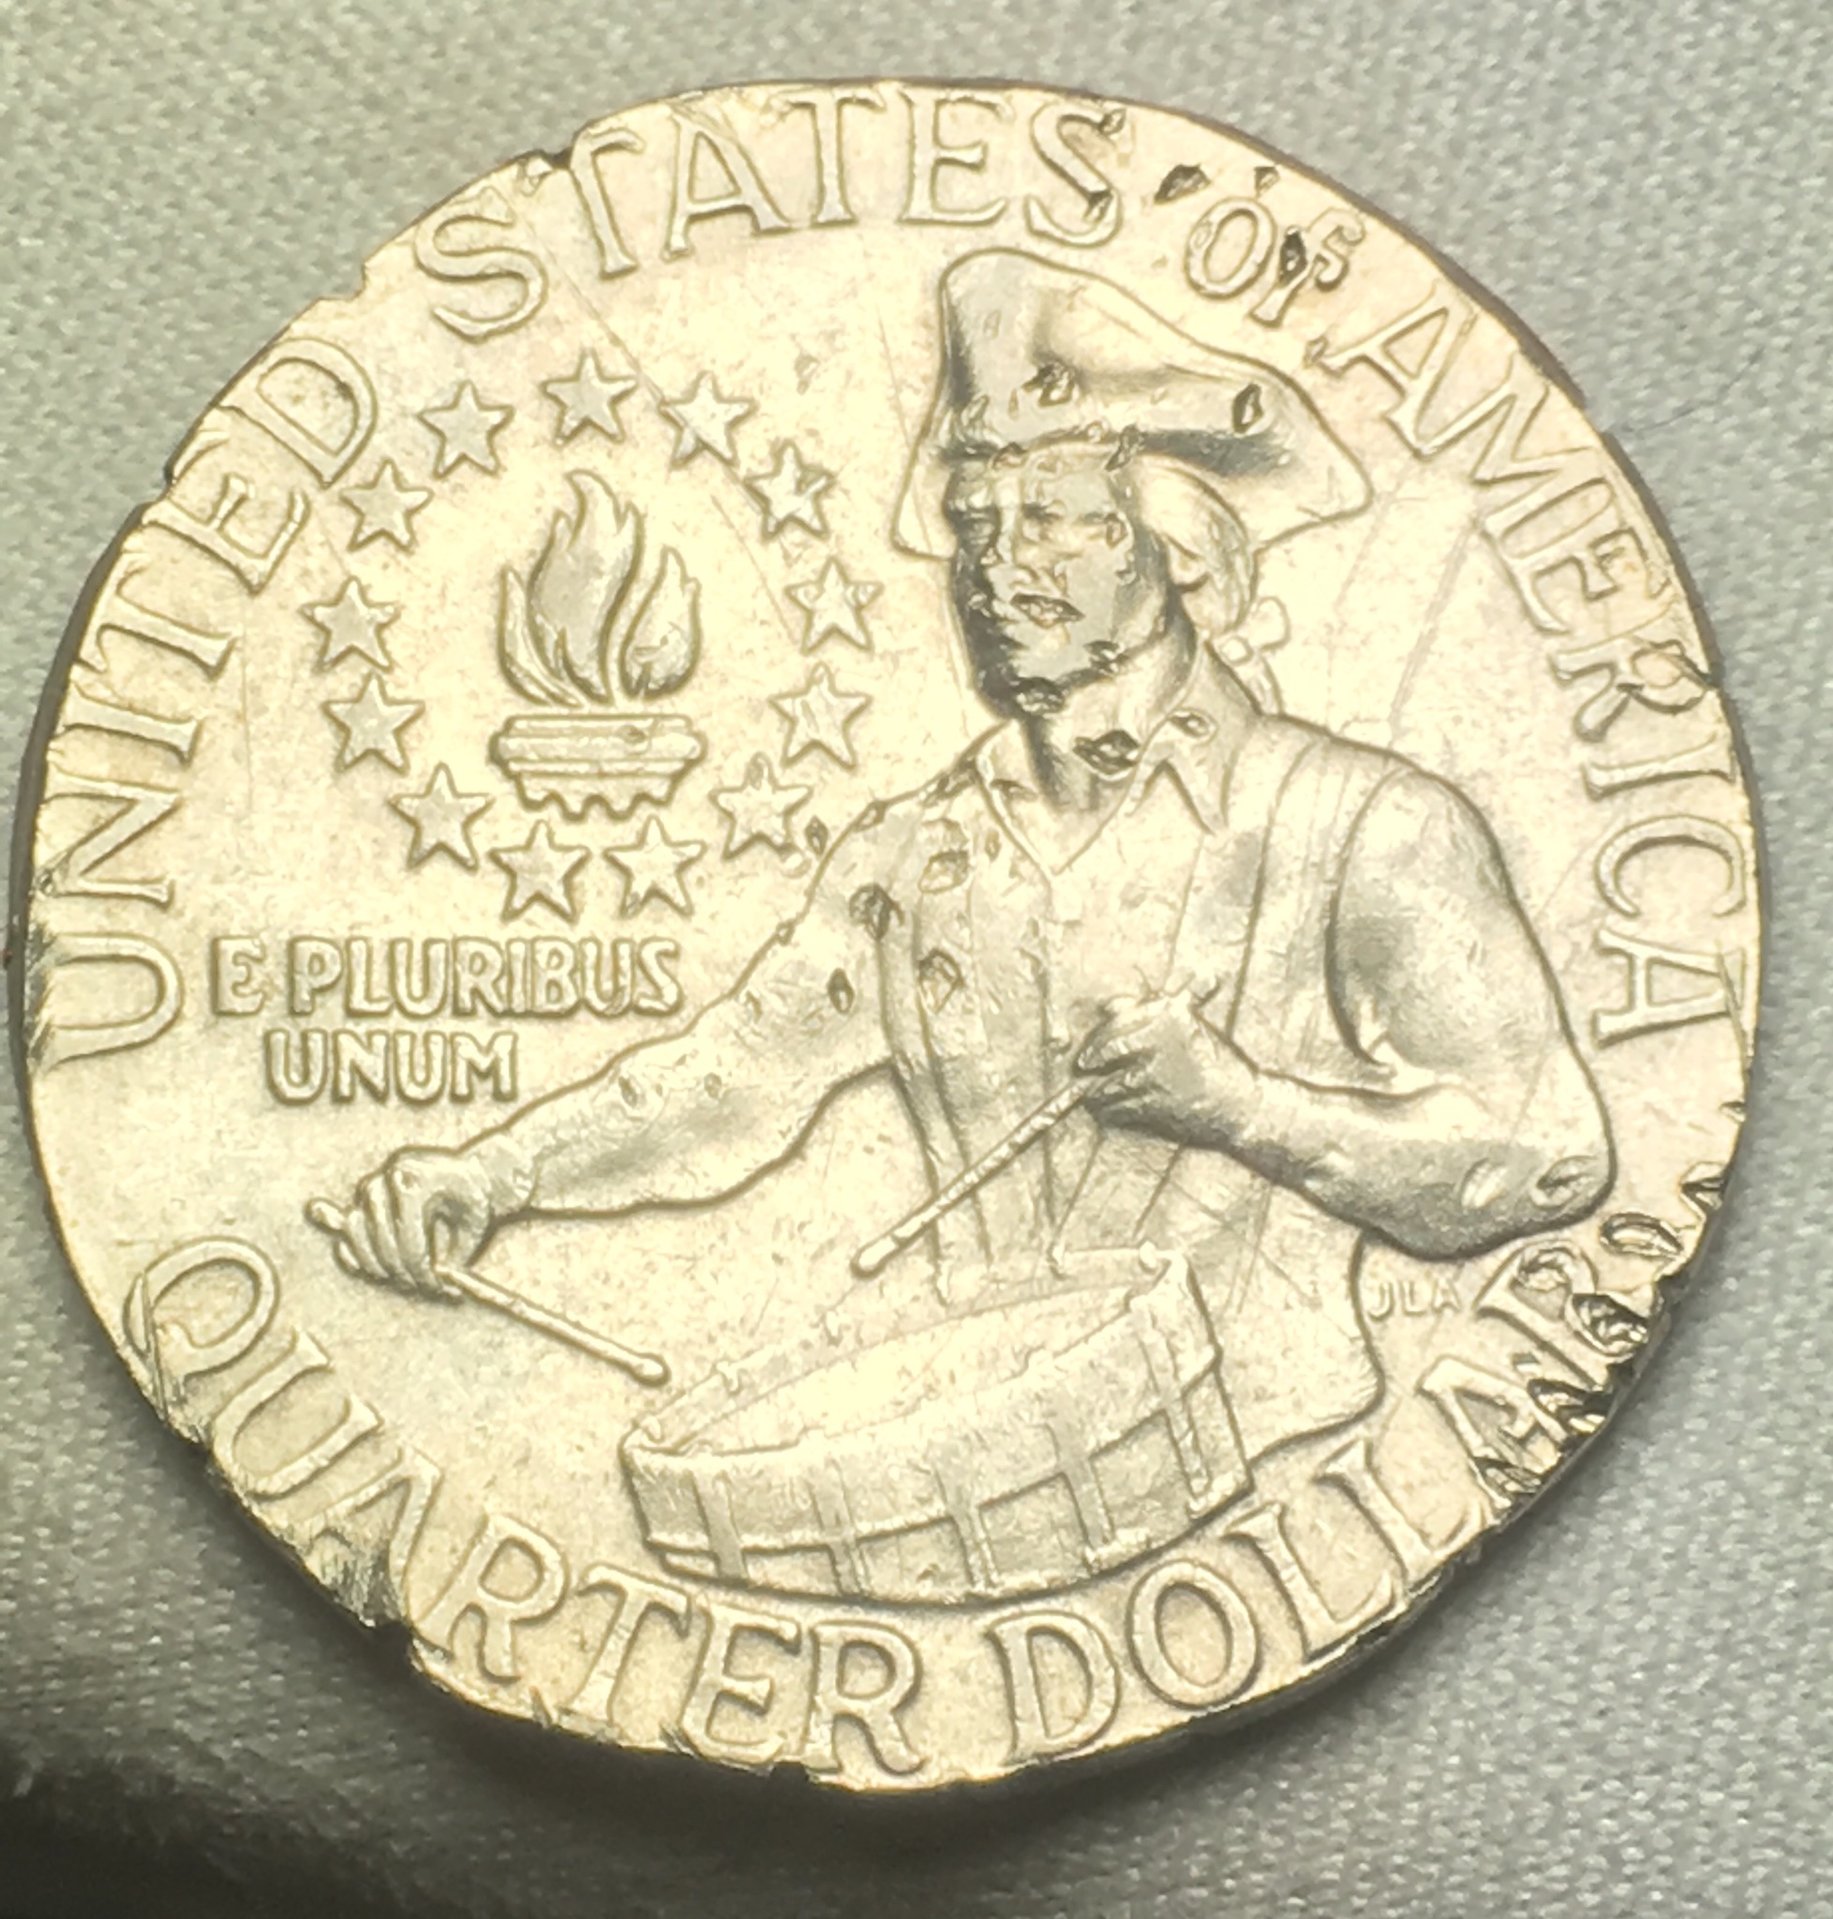 UNITED STATES OF AMERICA
E PLURIBUS
UNUM
JLA
QUARTER DOLLAR